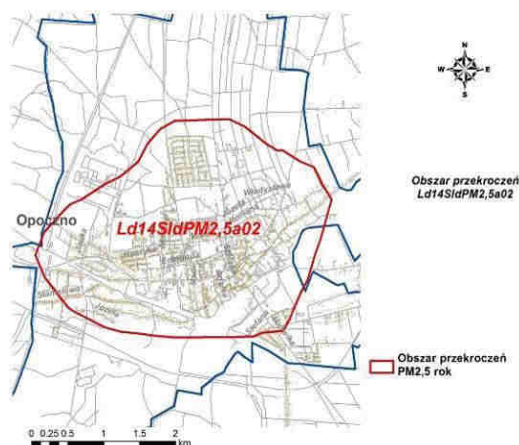 N
W E
S
Obszar przekroczeń
Ld14SldPM2,5a02
Opoczno
Ld14SldPM2,5a02
Obszar przekroczeń
PM2,5 rok
0 0.25 0.5 1 1.5 2
km